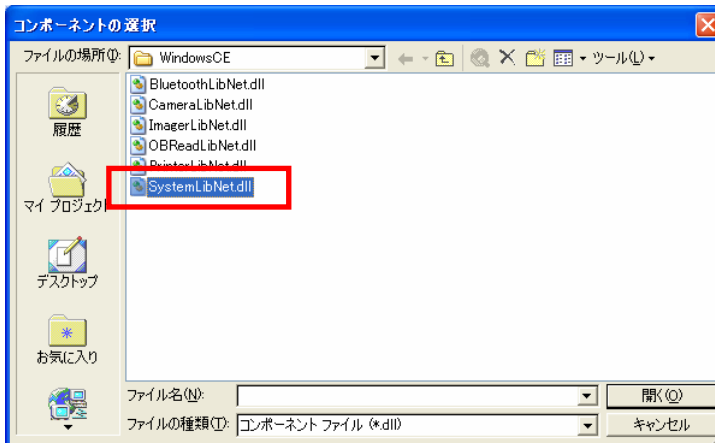 コンポーネントの選択
ファイルの場所(I):
WindowsCE
ツール(L)
履歴
マイ プロジェクト
デスクトップ
お気に入り
BluetoothLibNet.dll
CameraLibNet.dll
ImagerLibNet.dll
OBReadLibNet.dll
PrinterLibNet.dll
SystemLibNet.dll
ファイル名(N):
開く(O)
ファイルの種類(T):
コンポーネント ファイル (*.dll)
キャンセル